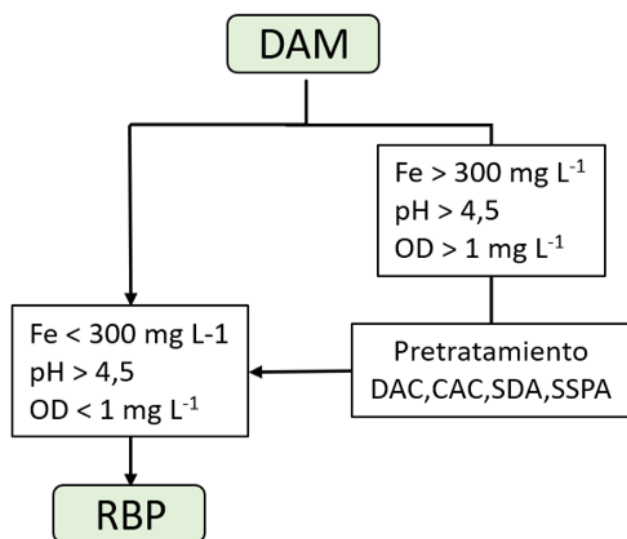 DAM
Fe > 300 mg L⁻¹
pH > 4,5
OD > 1 mg L⁻¹
Fe < 300 mg L-1
pH > 4,5
OD < 1 mg L⁻¹
Pretratamiento
DAC,CAC,SDA,SSPA
RBP